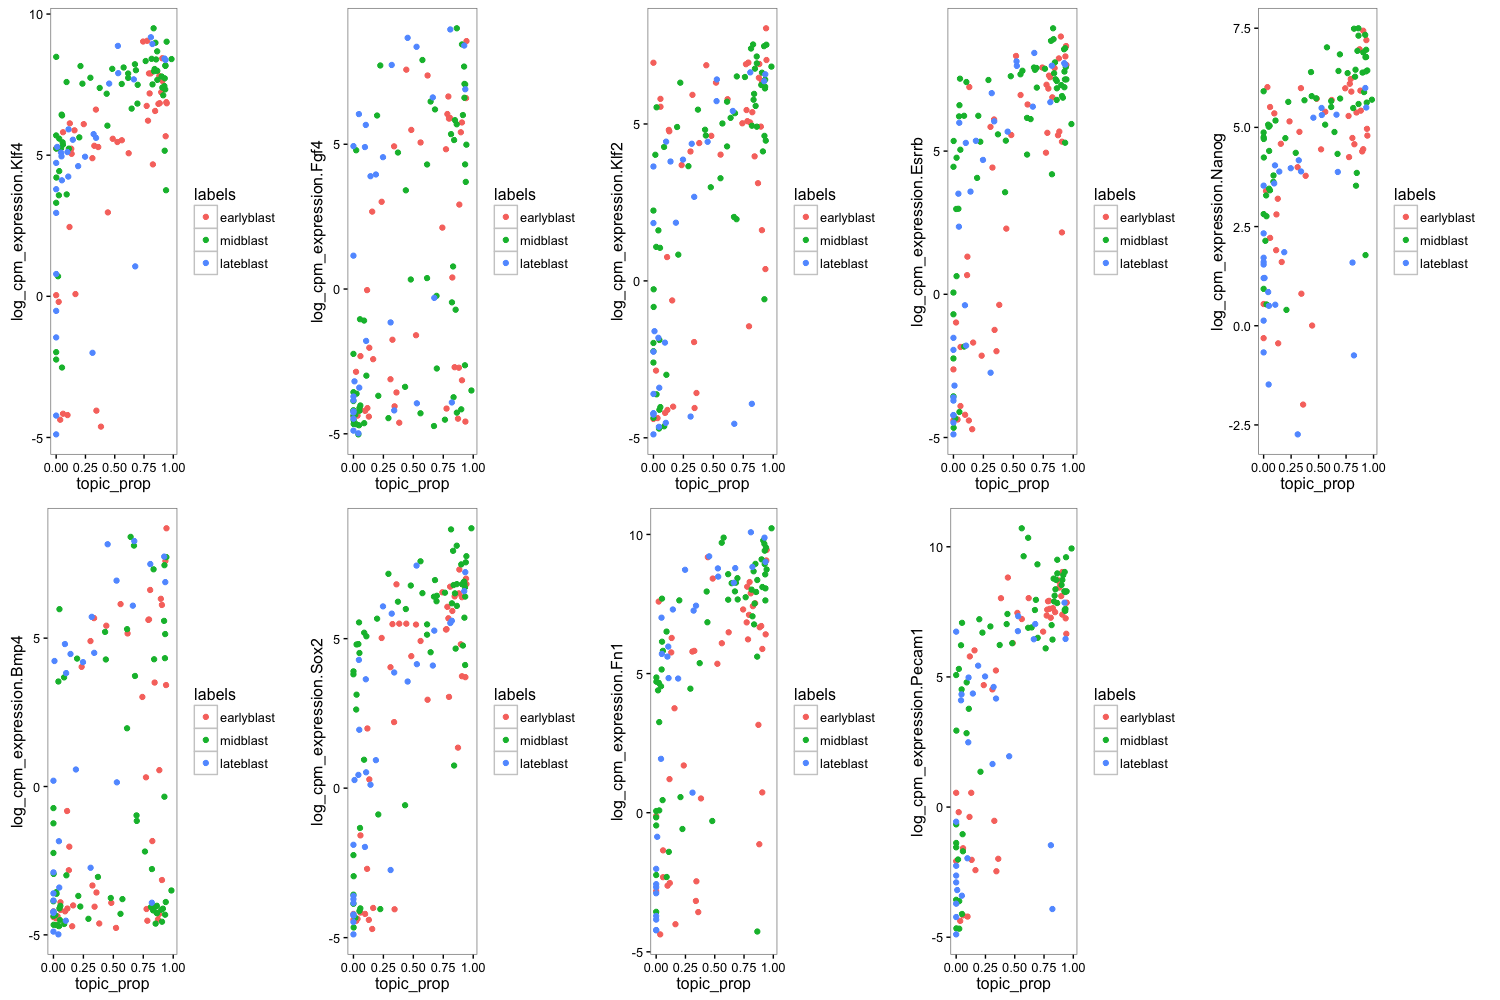 log_cpm_expression.Klf4
10
5
0
-5
0.00 0.25 0.50 0.75 1.00
topic_prop
labels
earlyblast
midblast
lateblast
log_cpm_expression.Fgf4
5
0
-5
0.00 0.25 0.50 0.75 1.00
topic_prop
labels
earlyblast
midblast
lateblast
log_cpm_expression.Klf2
5
0
-5
0.00 0.25 0.50 0.75 1.00
topic_prop
labels
earlyblast
midblast
lateblast
log_cpm_expression.Esrrb
5
0
-5
0.00 0.25 0.50 0.75 1.00
topic_prop
labels
earlyblast
midblast
lateblast
log_cpm_expression.Nanog
7.5
5.0
2.5
0.0
-2.5
0.00 0.25 0.50 0.75 1.00
topic_prop
labels
earlyblast
midblast
lateblast
log_cpm_expression.Bmp4
5
0
-5
0.00 0.25 0.50 0.75 1.00
topic_prop
labels
earlyblast
midblast
lateblast
log_cpm_expression.Sox2
5
0
-5
0.00 0.25 0.50 0.75 1.00
topic_prop
labels
earlyblast
midblast
lateblast
log_cpm_expression.Fn1
10
5
0
-5
0.00 0.25 0.50 0.75 1.00
topic_prop
labels
earlyblast
midblast
lateblast
log_cpm_expression.Pecam1
10
5
0
-5
0.00 0.25 0.50 0.75 1.00
topic_prop
labels
earlyblast
midblast
lateblast